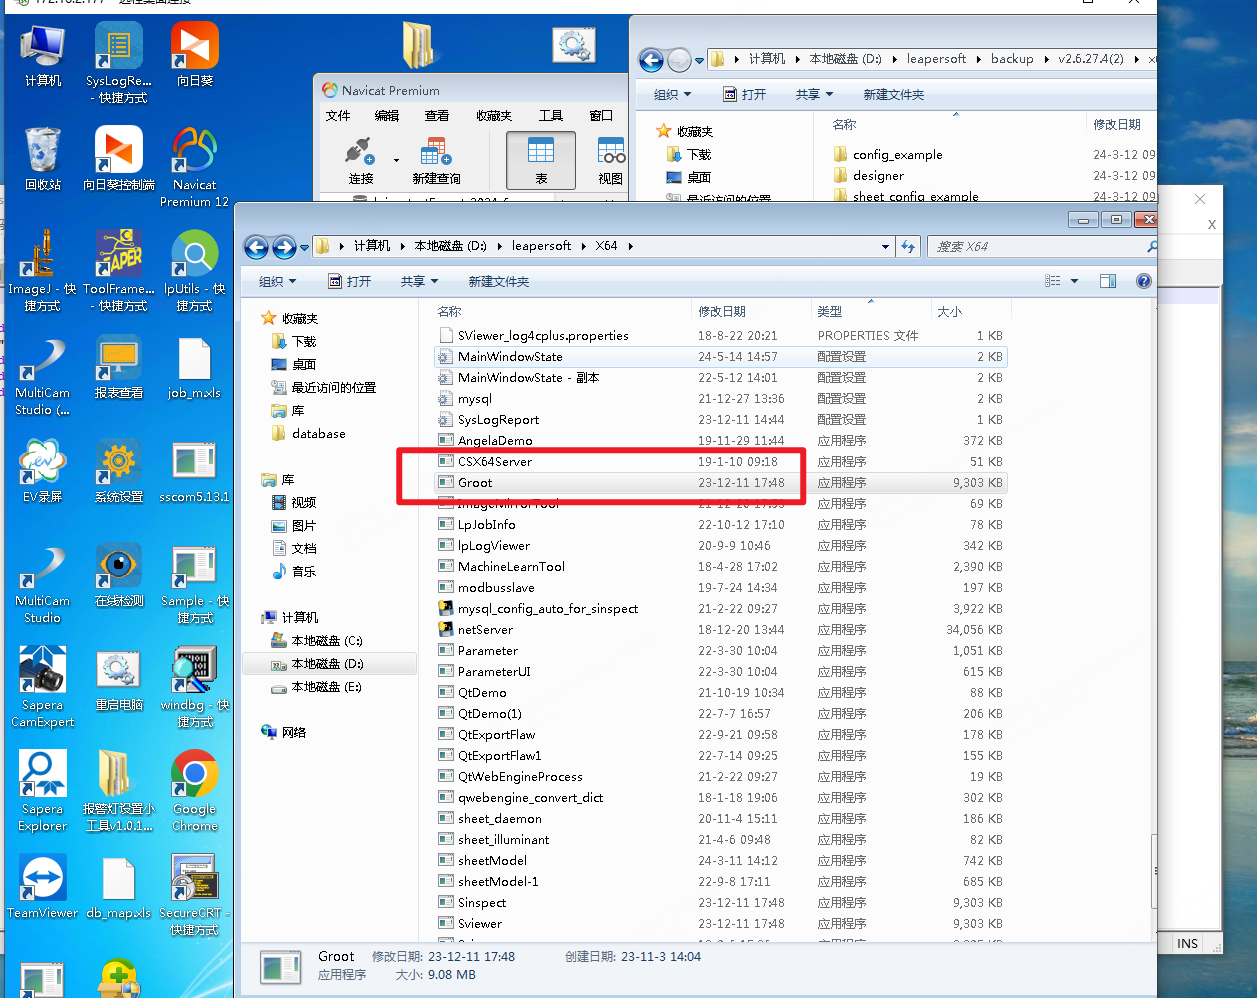 计算机
SysLogRe...
- 快捷方式
向日葵
回收站
向日葵控制端
Navicat
Premium 12
ImageJ - 快
捷方式
ToolFrame...
- 快捷方式
lpUtils - 快
捷方式
MultiCam
Studio (...
报表查看
job_m.xls
EV录屏
系统设置
sscom5.13.1
MultiCam
Studio
在线检测
Sample - 快
捷方式
Sapera
CamExpert
重启电脑
windbg - 快
捷方式
Sapera
Explorer
报警灯设置小
工具v1.0.1...
Google
Chrome
TeamViewer
db_map.xls
SecureCRT -
快捷方式
Navicat Premium
文件 编辑 查看 收藏夹 工具 窗口
连接 新建查询 表 视图
计算机 本地磁盘 (D:) leapersoft backup v2.6.27.4(2)
组织 打开 共享 新建文件夹
收藏夹
下载
桌面
最近访问的位置
名称 修改日期
config_example 24-3-12 09
designer 24-3-12 09
sheet_config_example 24-3-12 09
X
计算机 本地磁盘 (D:) leapersoft X64
搜索 X64
组织 打开 共享 新建文件夹
收藏夹
下载
桌面
最近访问的位置
库
database
库
视频
图片
文档
音乐
计算机
本地磁盘 (C:)
本地磁盘 (D:)
本地磁盘 (E:)
网络
名称 修改日期 类型 大小
SViewer_log4cplus.properties 18-8-22 20:21 PROPERTIES 文件 1 KB
MainWindowState 24-5-14 14:57 配置设置 2 KB
MainWindowState - 副本 22-5-12 14:01 配置设置 2 KB
mysql 21-12-27 13:36 配置设置 2 KB
SysLogReport 23-12-11 14:44 配置设置 1 KB
AngelaDemo 19-11-29 11:44 应用程序 372 KB
CSX64Server 19-1-10 09:18 应用程序 51 KB
Groot 23-12-11 17:48 应用程序 9,303 KB
ImageMirrorTool 21-12-20 17:53 应用程序 69 KB
LpJobInfo 22-10-12 17:10 应用程序 78 KB
lpLogViewer 20-9-9 10:46 应用程序 342 KB
MachineLearnTool 18-4-28 17:02 应用程序 2,390 KB
modbusslave 19-7-24 14:34 应用程序 197 KB
mysql_config_auto_for_sinspect 21-2-22 09:27 应用程序 3,922 KB
netServer 18-12-20 13:44 应用程序 34,056 KB
Parameter 22-3-30 10:04 应用程序 1,051 KB
ParameterUI 22-3-30 10:04 应用程序 615 KB
QtDemo 21-10-19 10:34 应用程序 88 KB
QtDemo(1) 22-7-7 16:57 应用程序 206 KB
QtExportFlaw 22-9-21 09:58 应用程序 178 KB
QtExportFlaw1 22-7-14 09:25 应用程序 155 KB
QtWebEngineProcess 21-2-22 09:27 应用程序 19 KB
qwebengine_convert_dict 18-1-18 19:06 应用程序 302 KB
sheet_daemon 20-11-4 15:11 应用程序 186 KB
sheet_illuminant 21-4-6 09:48 应用程序 82 KB
sheetModel 24-3-11 14:12 应用程序 742 KB
sheetModel-1 22-9-8 17:11 应用程序 685 KB
Sinspect 23-12-11 17:48 应用程序 9,303 KB
Sviewer 23-12-11 17:48 应用程序 9,303 KB
Groot 修改日期: 23-12-11 17:48 创建日期: 23-11-3 14:04
应用程序 大小: 9.08 MB
INS